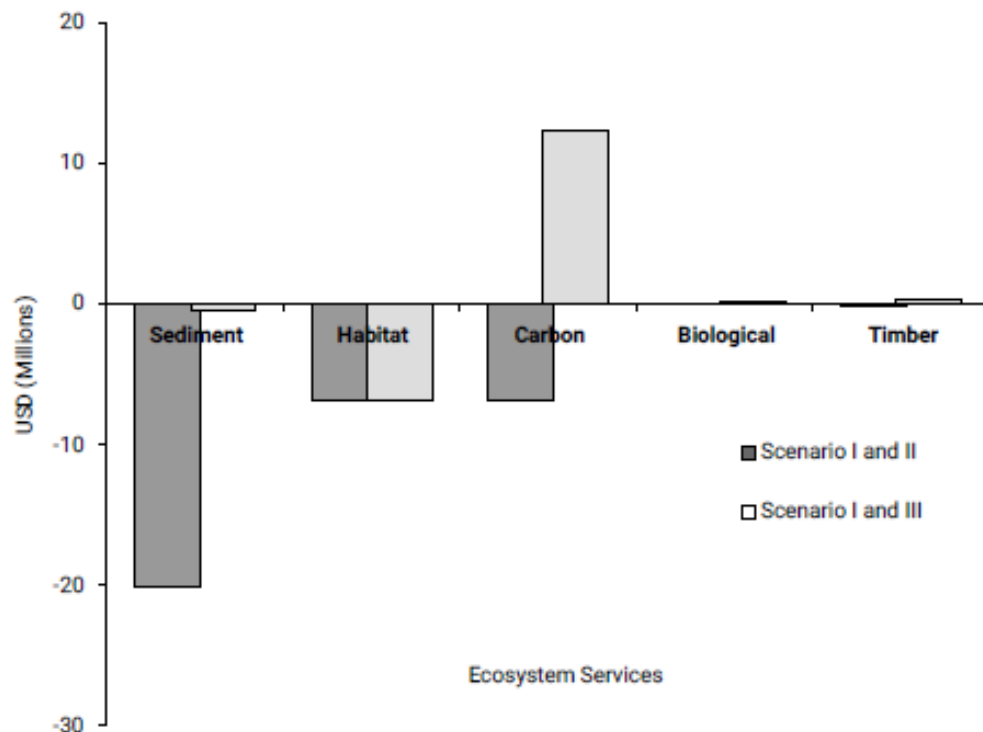 20
10
0
-10
-20
-30
USD (Millions)
Sediment
Habitat
Carbon
Biological
Timber
Scenario I and II
Scenario I and III
Ecosystem Services